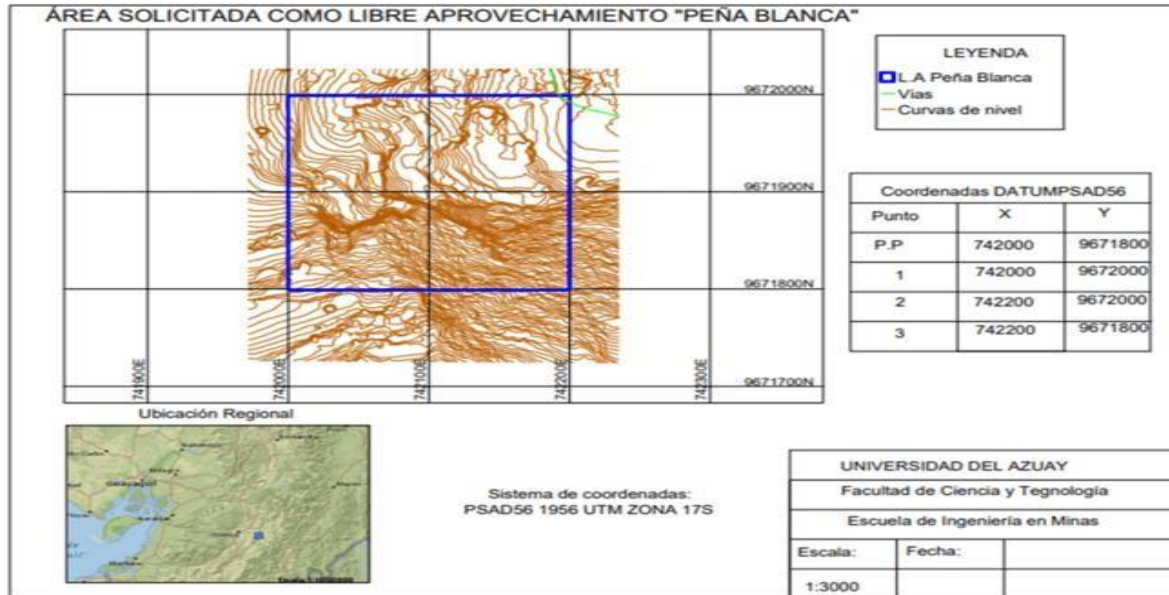 ÁREA SOLICITADA COMO LIBRE APROVECHAMIENTO "PEÑA BLANCA"
LEYENDA
L.A Peña Blanca
Vias
Curvas de nivel
9672000N
9671900N
9671800N
9671700N
741900E
742000E
742100E
742200E
742300E
Coordenadas DATUMPSAD56
Punto X Y
P.P 742000 9671800
1 742000 9672000
2 742200 9672000
3 742200 9671800
Ubicación Regional
Guayaquil
Sistema de coordenadas:
PSAD56 1956 UTM ZONA 17S
UNIVERSIDAD DEL AZUAY
Facultad de Ciencia y Tegnología
Escuela de Ingeniería en Minas
Escala: Fecha:
1:3000